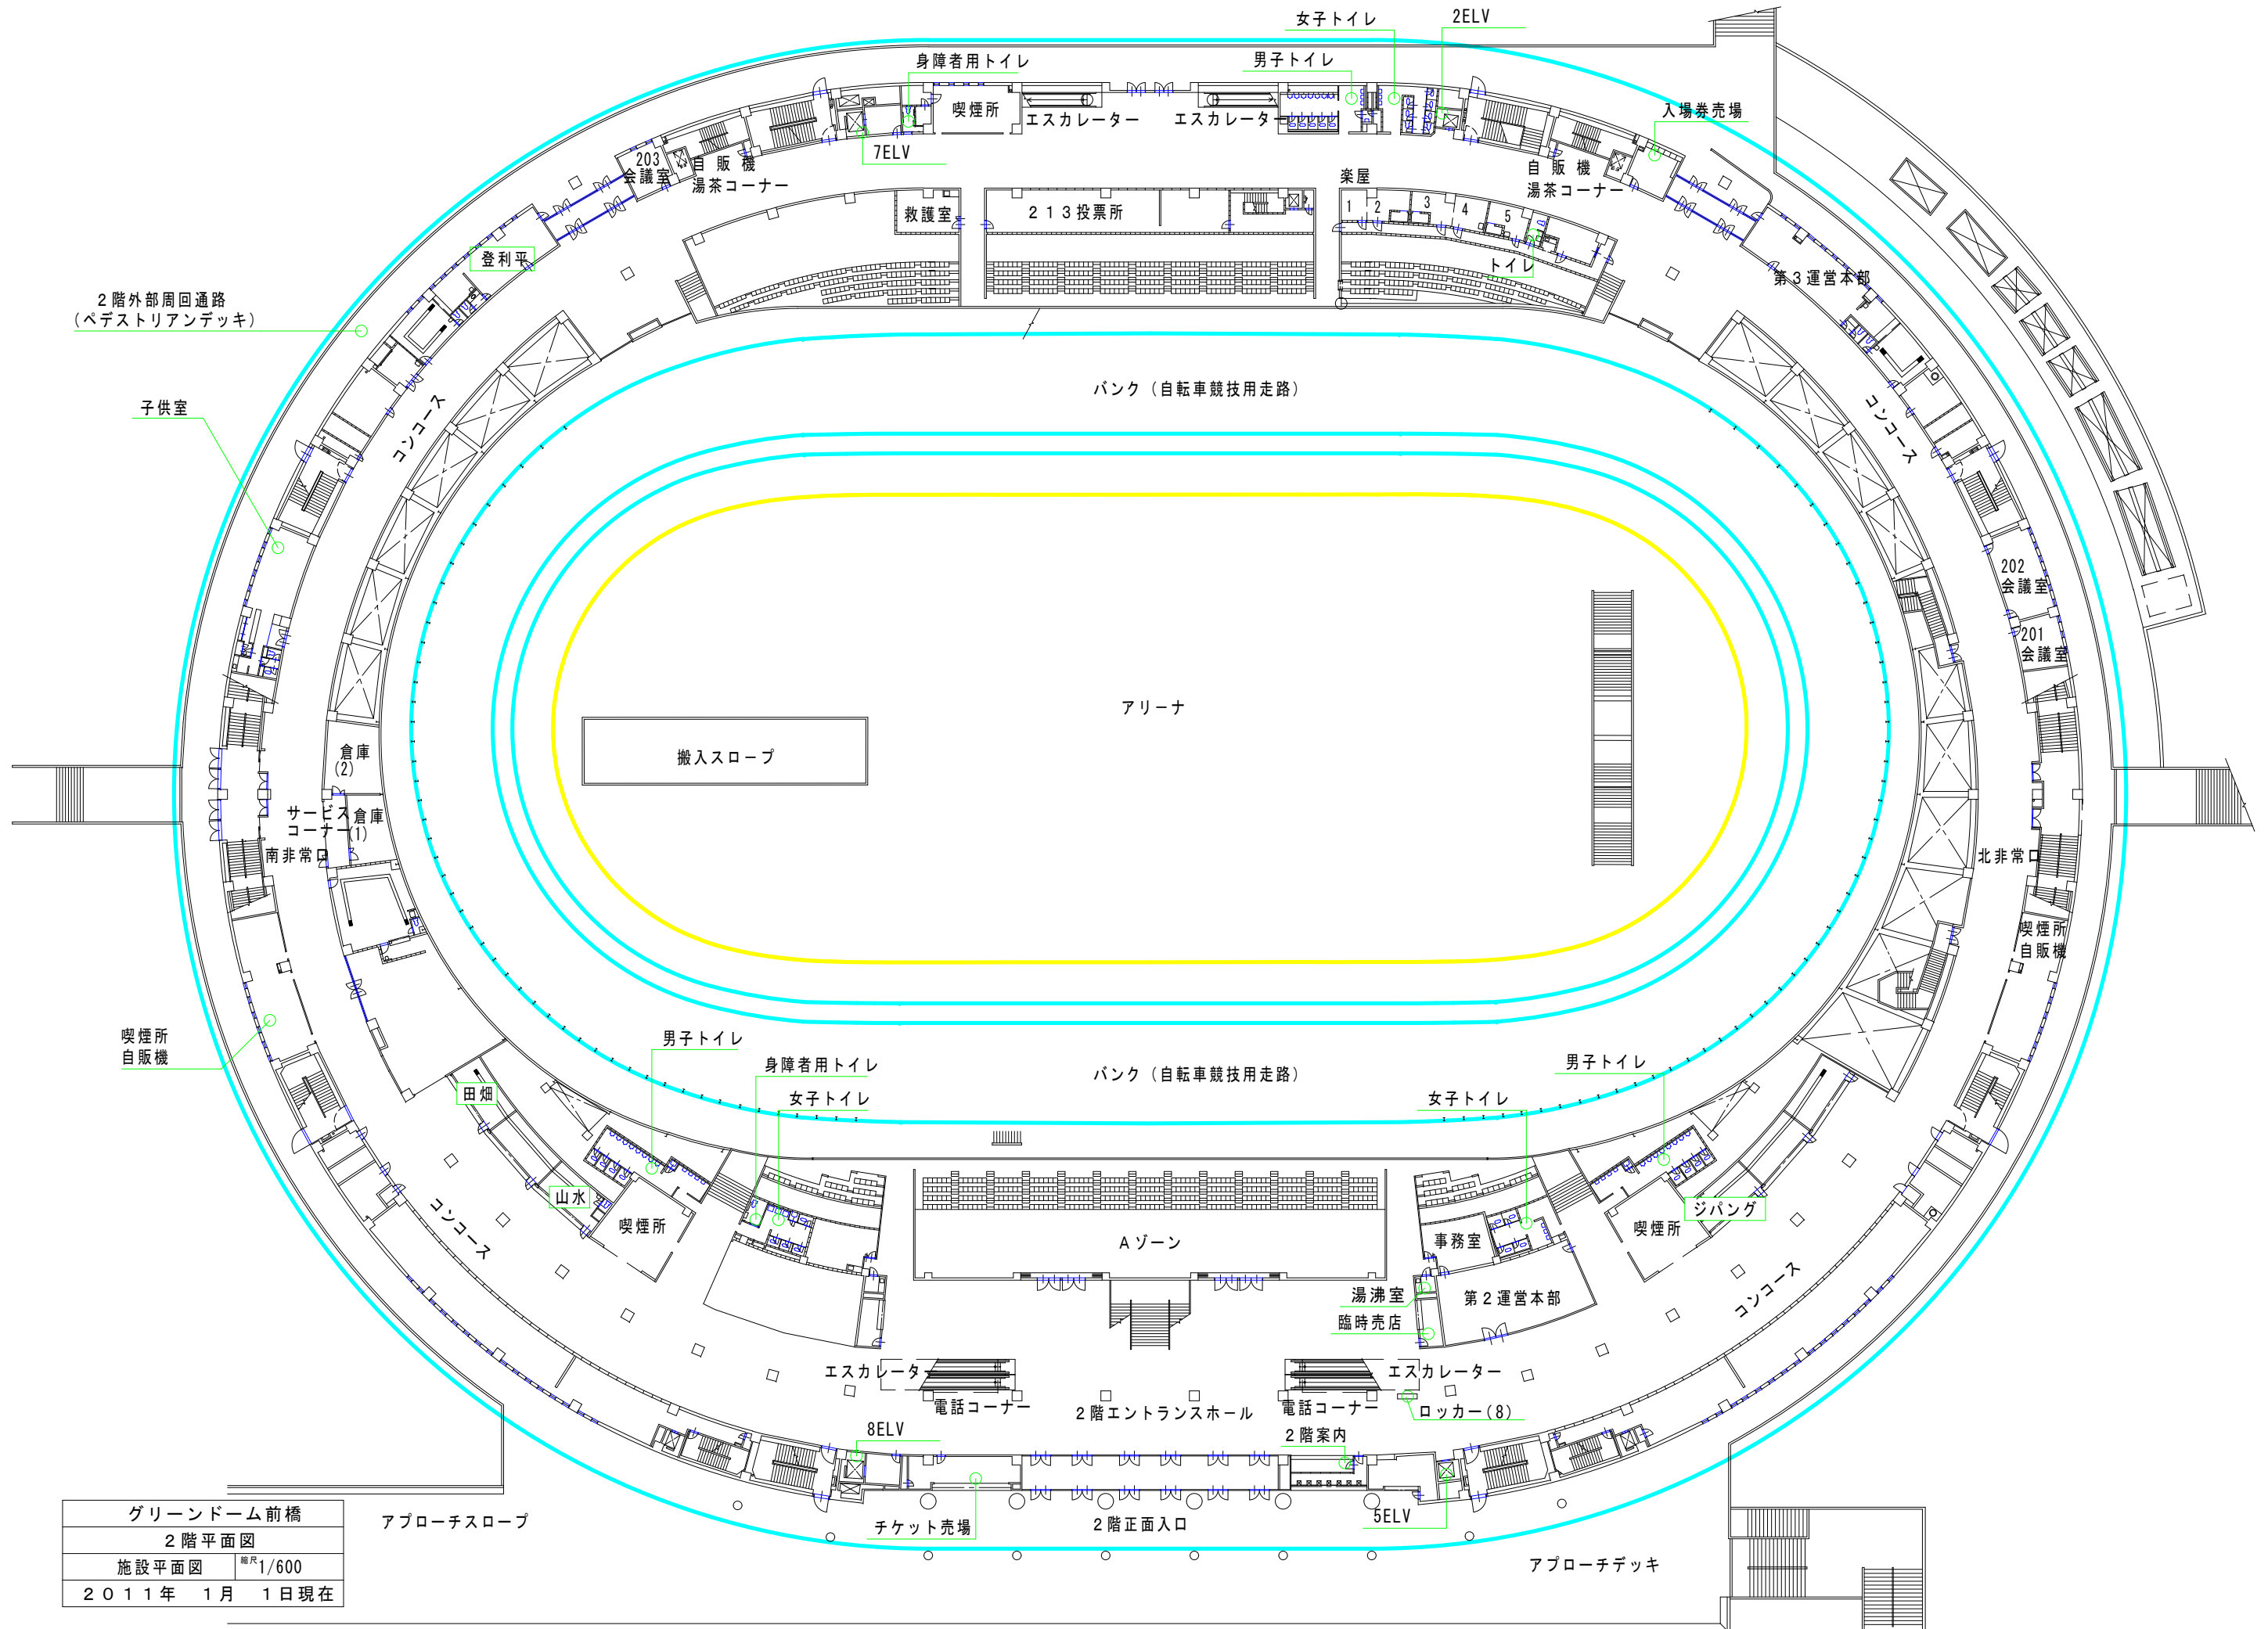 女子トイレ
2ELV
身障者用トイレ
男子トイレ
喫煙所
エスカレーター
エスカレーター
入場券売場
7ELV
203
会議室
自販機
湯茶コーナー
自販機
湯茶コーナー
楽屋
救護室
213投票所
1
2
3
4
5
トイレ
登利平
第3運営本部
2階外部周回通路
(ペデストリアンデッキ)
バンク(自転車競技用走路)
子供室
コンコース
コンコース
202
会議室
201
会議室
アリーナ
搬入スロープ
倉庫
(2)
サービス
コーナー
倉庫
(1)
南非常口
北非常口
喫煙所
自販機
喫煙所
自販機
男子トイレ
身障者用トイレ
女子トイレ
バンク(自転車競技用走路)
男子トイレ
女子トイレ
田畑
山水
喫煙所
ジパング
喫煙所
コンコース
Aゾーン
事務室
湯沸室
第2運営本部
臨時売店
コンコース
エスカレーター
エスカレーター
電話コーナー
2階エントランスホール
電話コーナー
ロッカー(8)
8ELV
2階案内
チケット売場
2階正面入口
5ELV
アプローチスロープ
アプローチデッキ
グリーンドーム前橋
2階平面図
施設平面図 縮尺1/600
2011年 1月 1日現在